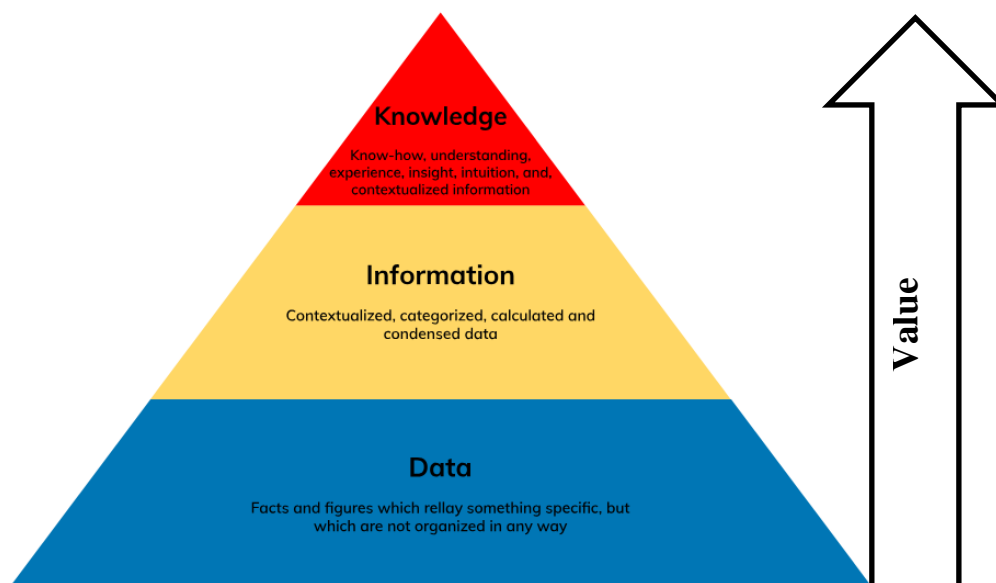 Knowledge
Know-how, understanding,
experience, insight, intuition, and,
contextualized information
Information
Contextualized, categorized, calculated and
condensed data
Data
Facts and figures which rellay something specific, but
which are not organized in any way
Value